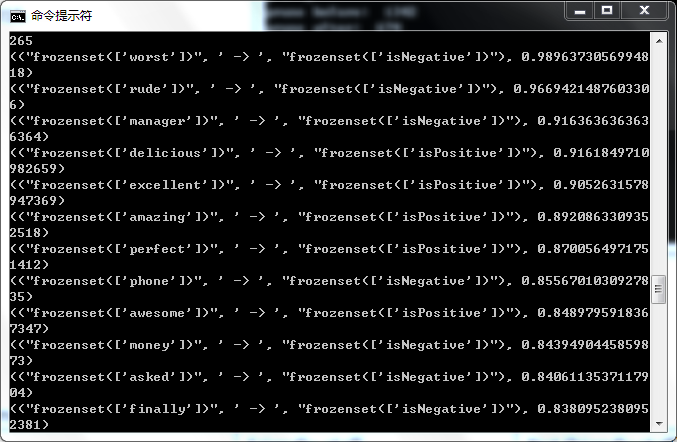 命令提示符
265
(("frozenset(['worst'])", ' -> ', "frozenset(['isNegative'])"), 0.98963730569948
18)
(("frozenset(['rude'])", ' -> ', "frozenset(['isNegative'])"), 0.966942148760330
6)
(("frozenset(['manager'])", ' -> ', "frozenset(['isNegative'])"), 0.916363636363
6364)
(("frozenset(['delicious'])", ' -> ', "frozenset(['isPositive'])"), 0.9161849710
982659)
(("frozenset(['excellent'])", ' -> ', "frozenset(['isPositive'])"), 0.9052631578
947369)
(("frozenset(['amazing'])", ' -> ', "frozenset(['isPositive'])"), 0.892086330935
2518)
(("frozenset(['perfect'])", ' -> ', "frozenset(['isPositive'])"), 0.870056497175
1412)
(("frozenset(['phone'])", ' -> ', "frozenset(['isNegative'])"), 0.85567010309278
35)
(("frozenset(['awesome'])", ' -> ', "frozenset(['isPositive'])"), 0.848979591836
7347)
(("frozenset(['money'])", ' -> ', "frozenset(['isNegative'])"), 0.84394904458598
73)
(("frozenset(['asked'])", ' -> ', "frozenset(['isNegative'])"), 0.84061135371179
04)
(("frozenset(['finally'])", ' -> ', "frozenset(['isNegative'])"), 0.838095238095
2381)